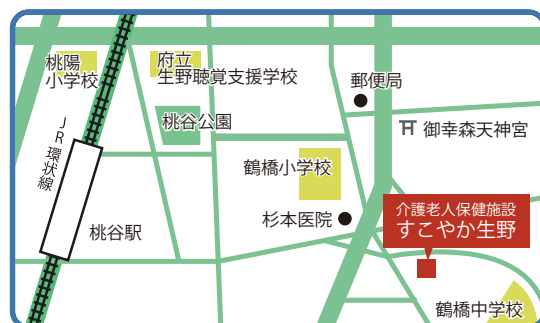 桃陽
小学校
府立
生野聴覚支援学校
郵便局
桃谷公園
御幸森天神宮
JR環状線
鶴橋小学校
介護老人保健施設
すこやか生野
杉本医院
桃谷駅
鶴橋中学校